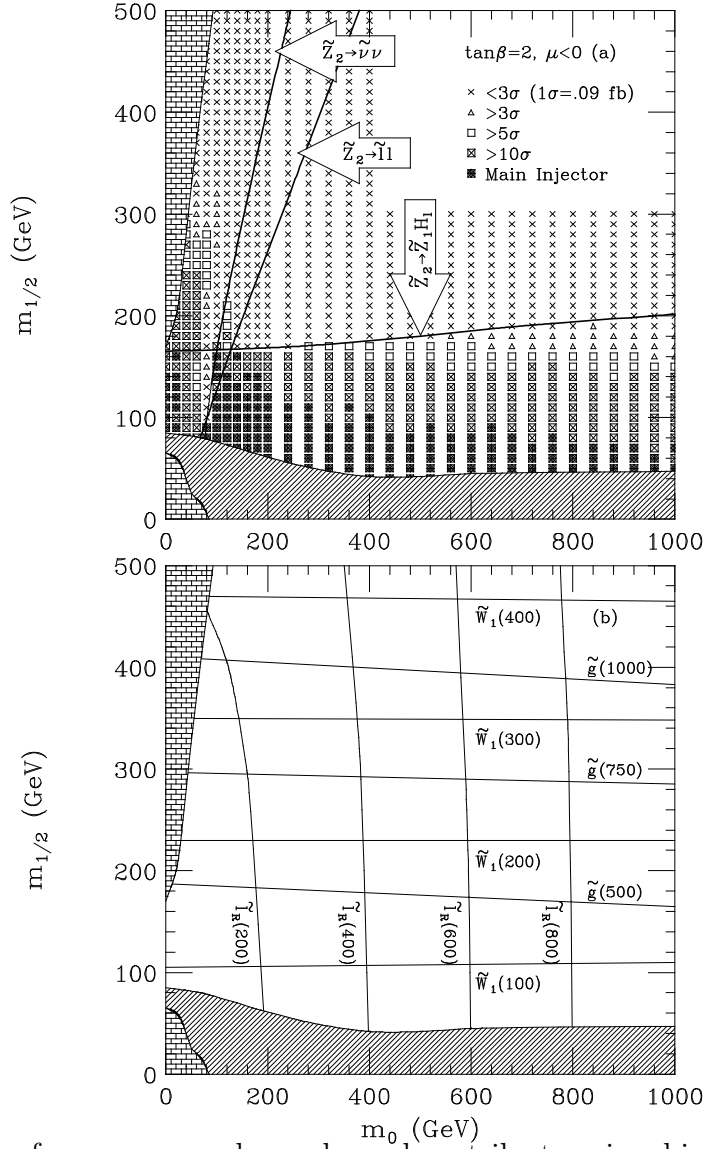 500
400
300
200
100
0
m1/2 (GeV)
Z̃2→ν̃ν
Z̃2→l̃l
Z̃2→Z̃1Hl
tanβ=2, μ<0 (a)
<3σ (1σ=.09 fb)
>3σ
>5σ
>10σ
Main Injector
0 200 400 600 800 1000
500
400
300
200
100
0
m1/2 (GeV)
W̃1(400) (b)
g̃(1000)
W̃1(300)
g̃(750)
W̃1(200)
g̃(500)
l̃R(200) l̃R(400) l̃R(600) l̃R(800)
W̃1(100)
0 200 400 600 800 1000
m0 (GeV)